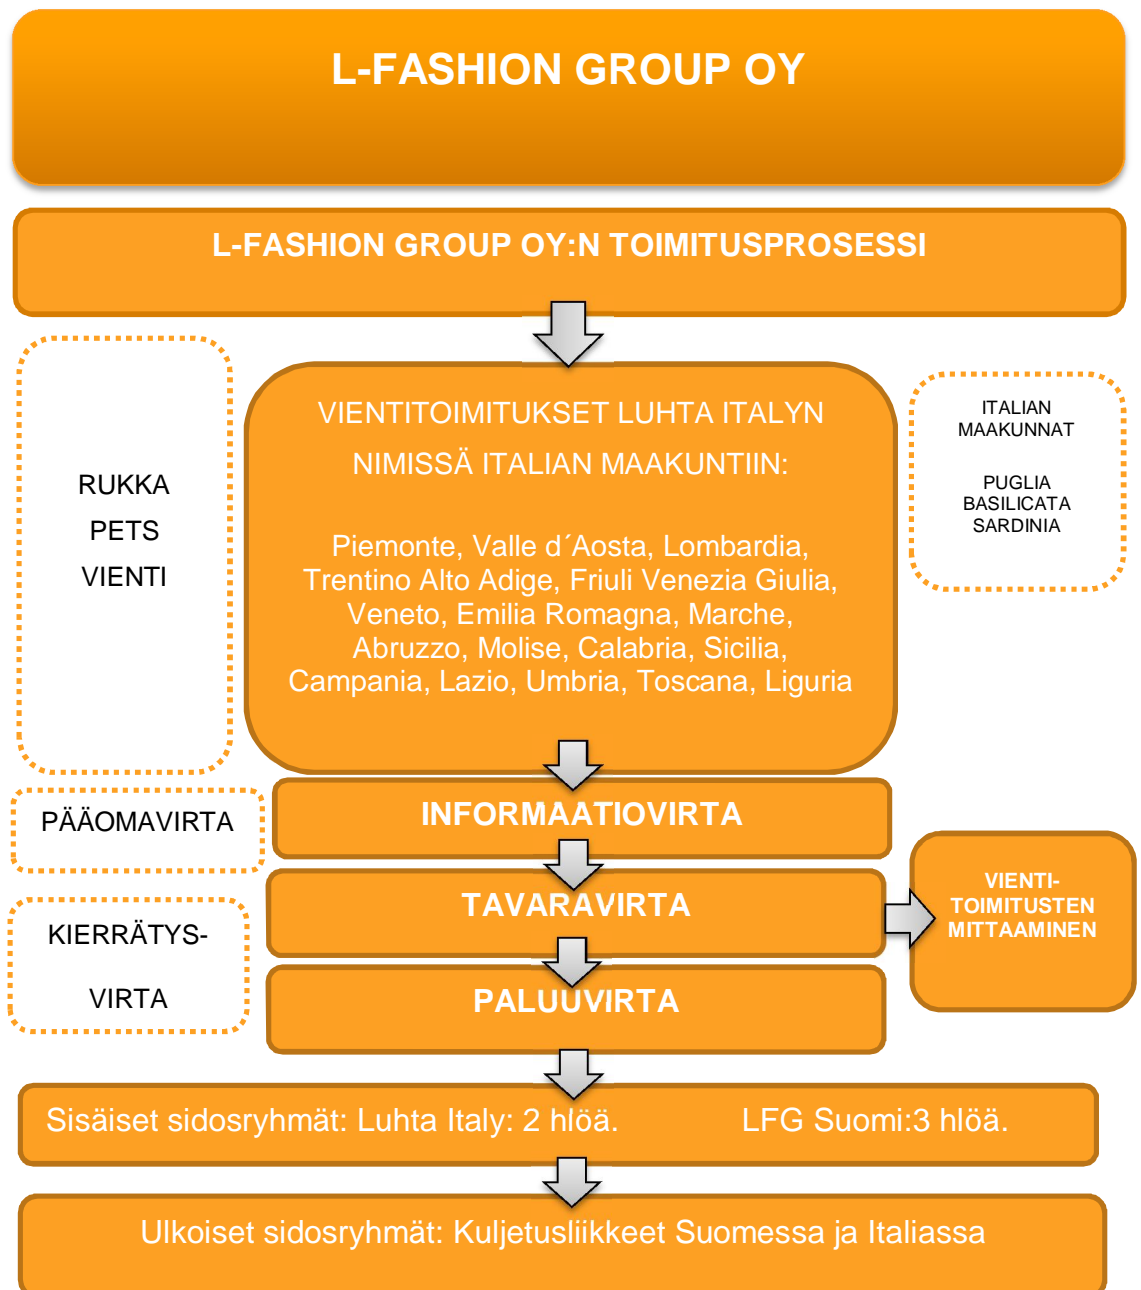 L-FASHION GROUP OY
L-FASHION GROUP OY:N TOIMITUSPROSESSI
RUKKA
PETS
VIENTI
VIENTITOIMITUKSET LUHTA ITALYN
NIMISSÄ ITALIAN MAAKUNTIIN:
Piemonte, Valle d´Aosta, Lombardia,
Trentino Alto Adige, Friuli Venezia Giulia,
Veneto, Emilia Romagna, Marche,
Abruzzo, Molise, Calabria, Sicilia,
Campania, Lazio, Umbria, Toscana, Liguria
ITALIAN
MAAKUNNAT
PUGLIA
BASILICATA
SARDINIA
PÄÄOMAVIRTA
INFORMAATIOVIRTA
KIERRÄTYS-
VIRTA
TAVARAVIRTA
VIENTI-
TOIMITUSTEN
MITTAAMINEN
PALUUVIRTA
Sisäiset sidosryhmät: Luhta Italy: 2 hlöä. LFG Suomi:3 hlöä.
Ulkoiset sidosryhmät: Kuljetusliikkeet Suomessa ja Italiassa